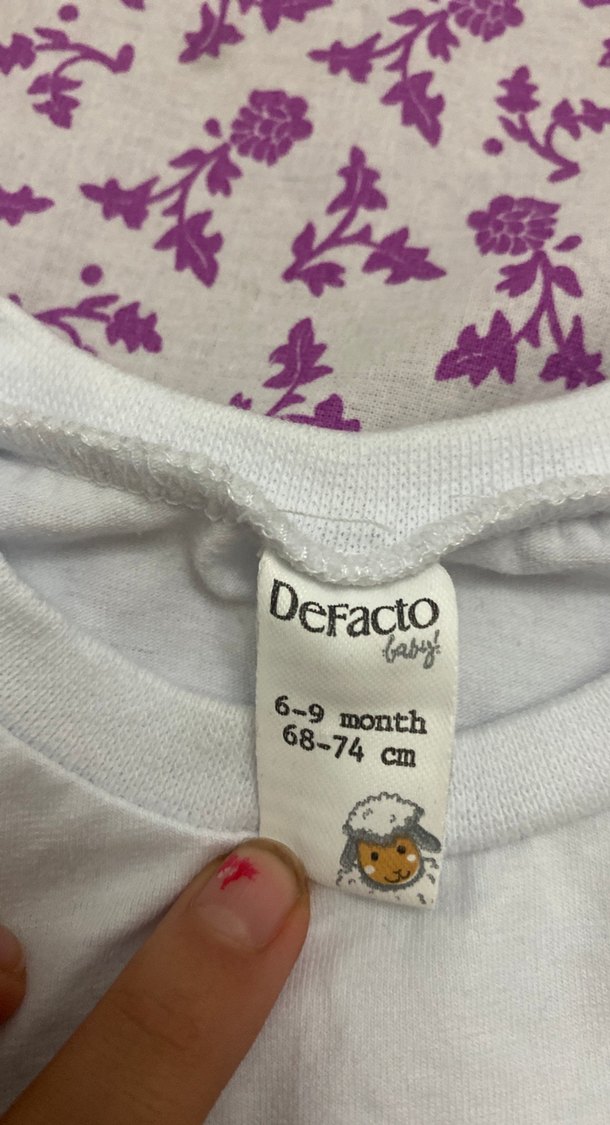 DeFacto
baby!
6-9 month
68-74 cm